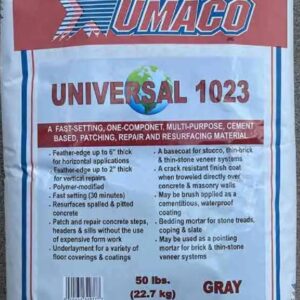 XUMACO
UNIVERSAL 1023
A FAST-SETTING, ONE-COMPONET, MULTI-PURPOSE, CEMENT
BASED, PATCHING, REPAIR AND RESURFACING MATERIAL
- Feather-edge up to 6" thick
for horizontal applications
- Feather-edge up to 2" thick
for vertical repairs
- Polymer-modified
- Fast setting (30 minutes)
- Resurfaces spalled & pitted
concrete
- Patch and repair concrete steps,
headers & sills without the use
of expensive form work
- Underlayment for a variety of
floor coverings & coatings
- A basecoat for stucco, thin-brick
& thin-stone veneer systems
- A crack resistant finish coat
when troweled directly over
concrete & masonry walls
- May be brush applied as a
cementitious, waterproof
coating
- Bedding mortar for stone treads,
coping & slate
- May be used as a pointing
mortar for brick & thin-stone
veneer systems
50 lbs.
(22.7 kg)
GRAY